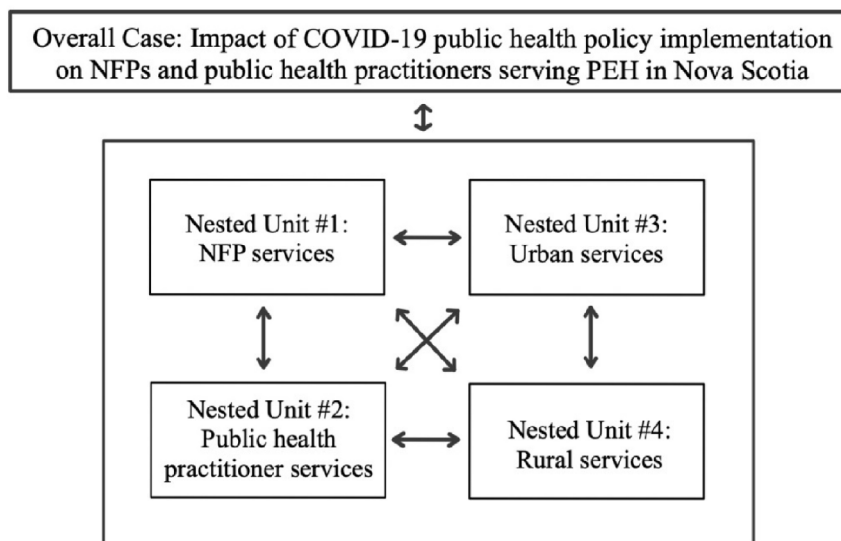 Overall Case: Impact of COVID-19 public health policy implementation
on NFPs and public health practitioners serving PEH in Nova Scotia
Nested Unit #1:
NFP services
Nested Unit #3:
Urban services
Nested Unit #2:
Public health
practitioner services
Nested Unit #4:
Rural services